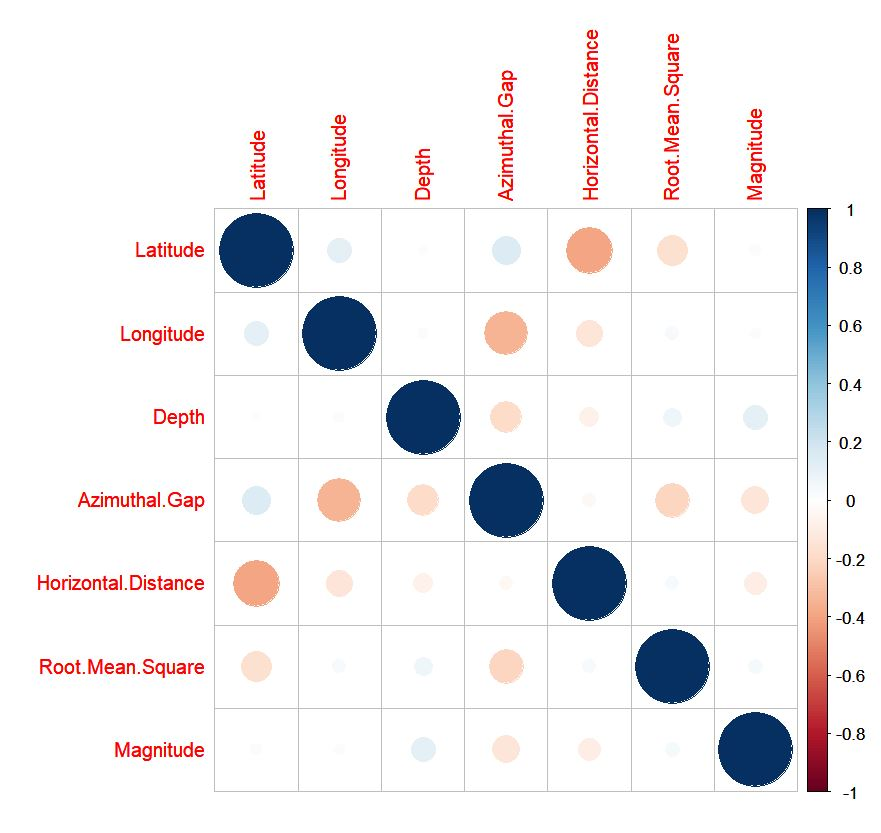 Latitude
Longitude
Depth
Azimuthal.Gap
Horizontal.Distance
Root.Mean.Square
Magnitude
Latitude
Longitude
Depth
Azimuthal.Gap
Horizontal.Distance
Root.Mean.Square
Magnitude
1
0.8
0.6
0.4
0.2
0
-0.2
-0.4
-0.6
-0.8
-1